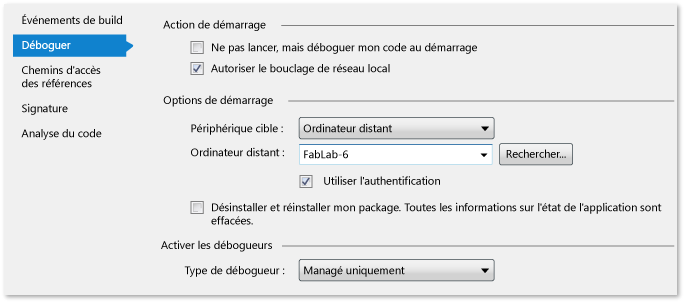 Événements de build
Déboguer
Chemins d'accès
des références
Signature
Analyse du code
Action de démarrage
Ne pas lancer, mais déboguer mon code au démarrage
Autoriser le bouclage de réseau local
Options de démarrage
Périphérique cible :
Ordinateur distant
Ordinateur distant :
FabLab-6
Rechercher...
Utiliser l'authentification
Désinstaller et réinstaller mon package. Toutes les informations sur l'état de l'application sont
effacées.
Activer les débogueurs
Type de débogueur :
Managé uniquement